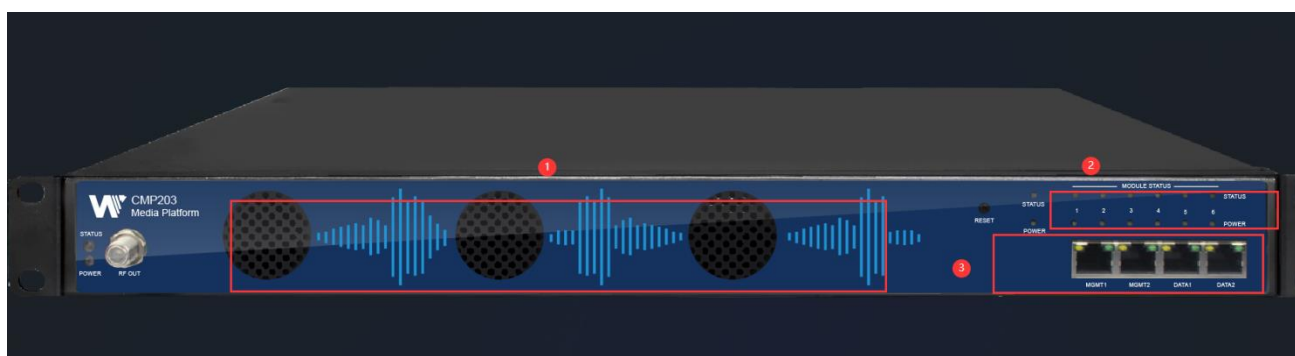 1
2
MODULE STATUS
STATUS
1 2 3 4 5 6
POWER
W
CMP203
Media Platform
STATUS
POWER
RF OUT
RESET
STATUS
POWER
3
MGMT1 MGMT2 DATA1 DATA2